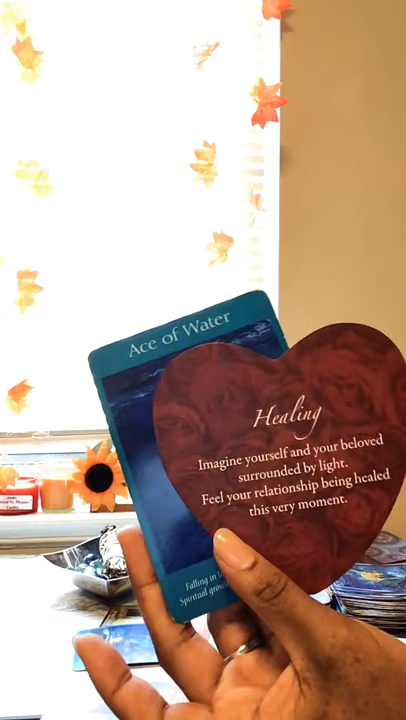 Ace of Water
Healing
Imagine yourself and your beloved
surrounded by light.
Feel your relationship being healed
this very moment.
Falling in
Spiritual